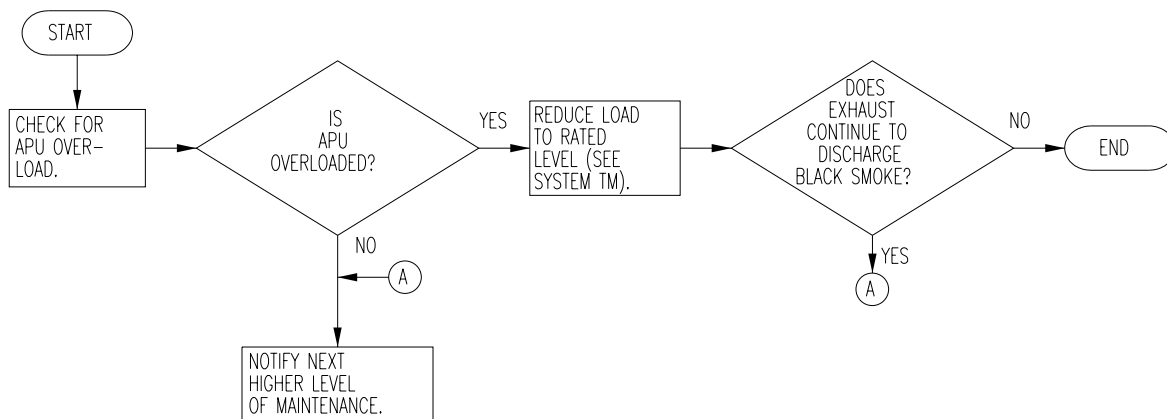 START
CHECK FOR
APU OVER-
LOAD.
IS
APU
OVERLOADED?
YES
REDUCE LOAD
TO RATED
LEVEL (SEE
SYSTEM TM).
DOES
EXHAUST
CONTINUE TO
DISCHARGE
BLACK SMOKE?
NO
END
NO
A
YES
A
NOTIFY NEXT
HIGHER LEVEL
OF MAINTENANCE.